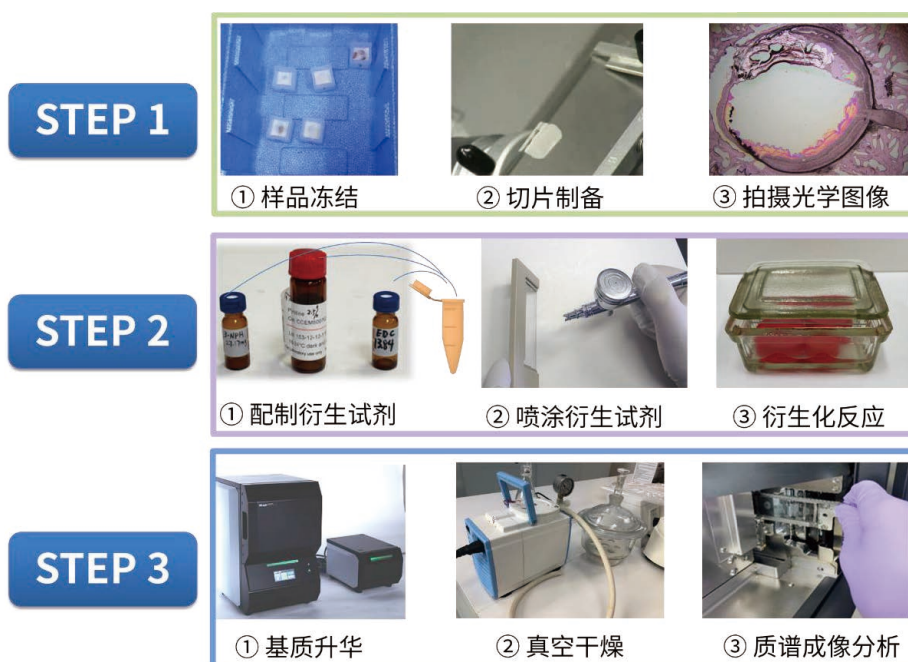 STEP 1
① 样品冻结
② 切片制备
③ 拍摄光学图像
STEP 2
EDC
1384
① 配制衍生试剂
② 喷涂衍生试剂
③ 衍生化反应
STEP 3
① 基质升华
② 真空干燥
③ 质谱成像分析